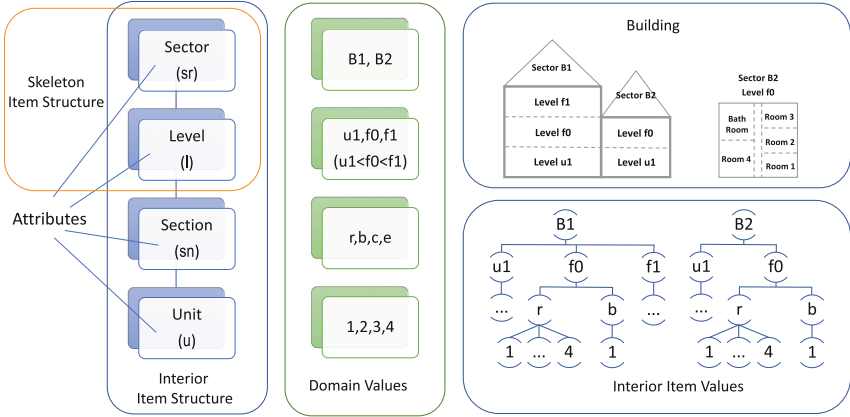 Skeleton
Item Structure
Attributes
Sector
(sr)
Level
(l)
Section
(sn)
Unit
(u)
Interior
Item Structure
B1, B2
u1,f0,f1
(u1<f0<f1)
r,b,c,e
1,2,3,4
Domain Values
Building
Sector B1
Level f1
Level f0
Level u1
Sector B2
Level f0
Level u1
Sector B2
Level f0
Bath
Room
Room 4
Room 3
Room 2
Room 1
B1
u1 f0 f1
... r b ...
1 ... 4 1
B2
u1 f0
... r b
1 ... 4 1
Interior Item Values